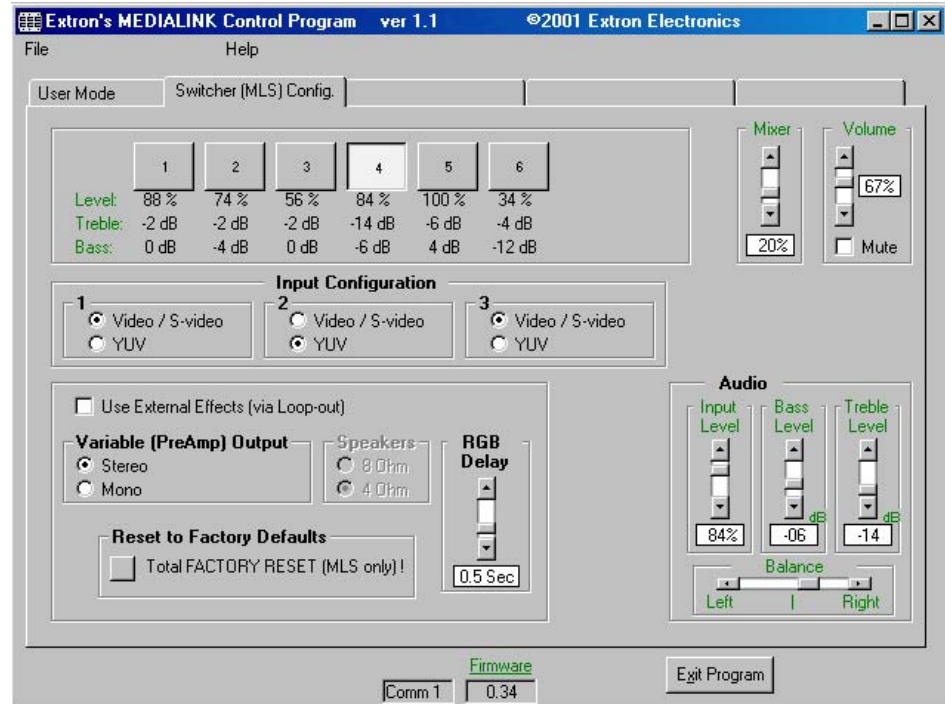 Extron's MEDIALINK Control Program ver 1.1 ©2001 Extron Electronics
File Help
User Mode Switcher (MLS) Config.
Mixer Volume
1 2 3 4 5 6
Level: 88 % 74 % 56 % 84 % 100 % 34 %
Treble: -2 dB -2 dB -2 dB -14 dB -6 dB -4 dB
Bass: 0 dB -4 dB 0 dB -6 dB 4 dB -12 dB
67%
20% Mute
Input Configuration
1 2 3
Video / S-video Video / S-video Video / S-video
YUV YUV YUV
Use External Effects (via Loop-out)
Variable (PreAmp) Output Speakers RGB Delay
Stereo 8 Ohm
Mono 4 Ohm
Reset to Factory Defaults
Total FACTORY RESET (MLS only) !
0.5 Sec
Audio
Input Level Bass Level Treble Level
dB dB
84% -06 -14
Balance
Left | Right
Firmware
Comm 1 0.34
Exit Program